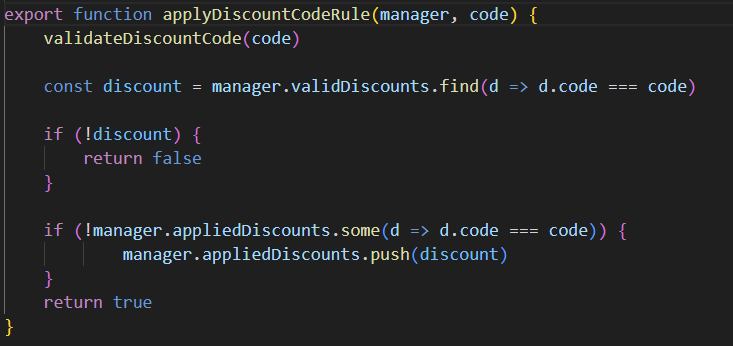 export function applyDiscountCodeRule(manager, code) {
    validateDiscountCode(code)

    const discount = manager.validDiscounts.find(d => d.code === code)

    if (!discount) {
        return false
    }

    if (!manager.appliedDiscounts.some(d => d.code === code)) {
            manager.appliedDiscounts.push(discount)
    }
    return true
}